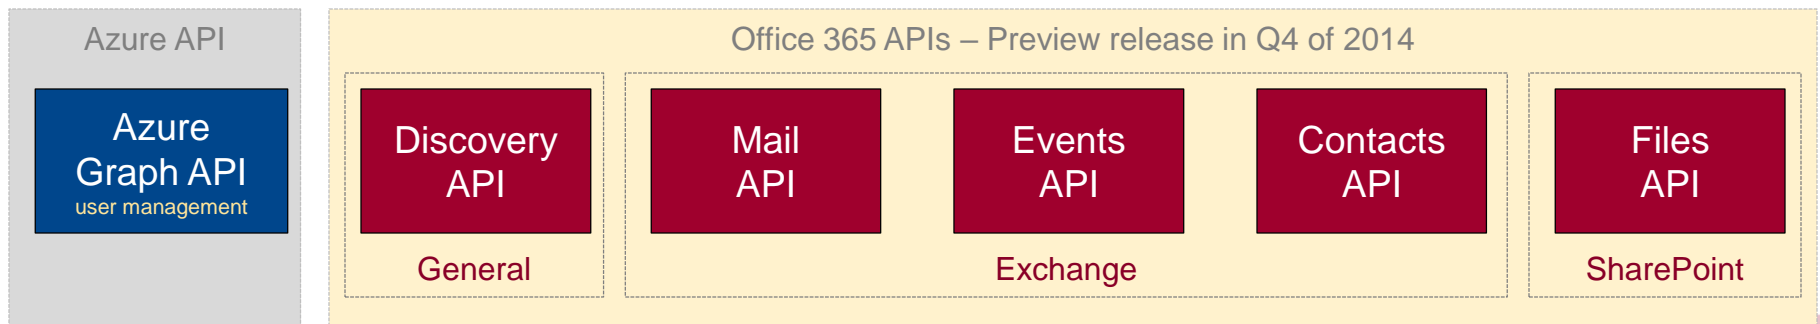 Azure API
Azure
Graph API
user management
Office 365 APIs – Preview release in Q4 of 2014
Discovery
API
General
Mail
API
Events
API
Contacts
API
Exchange
Files
API
SharePoint